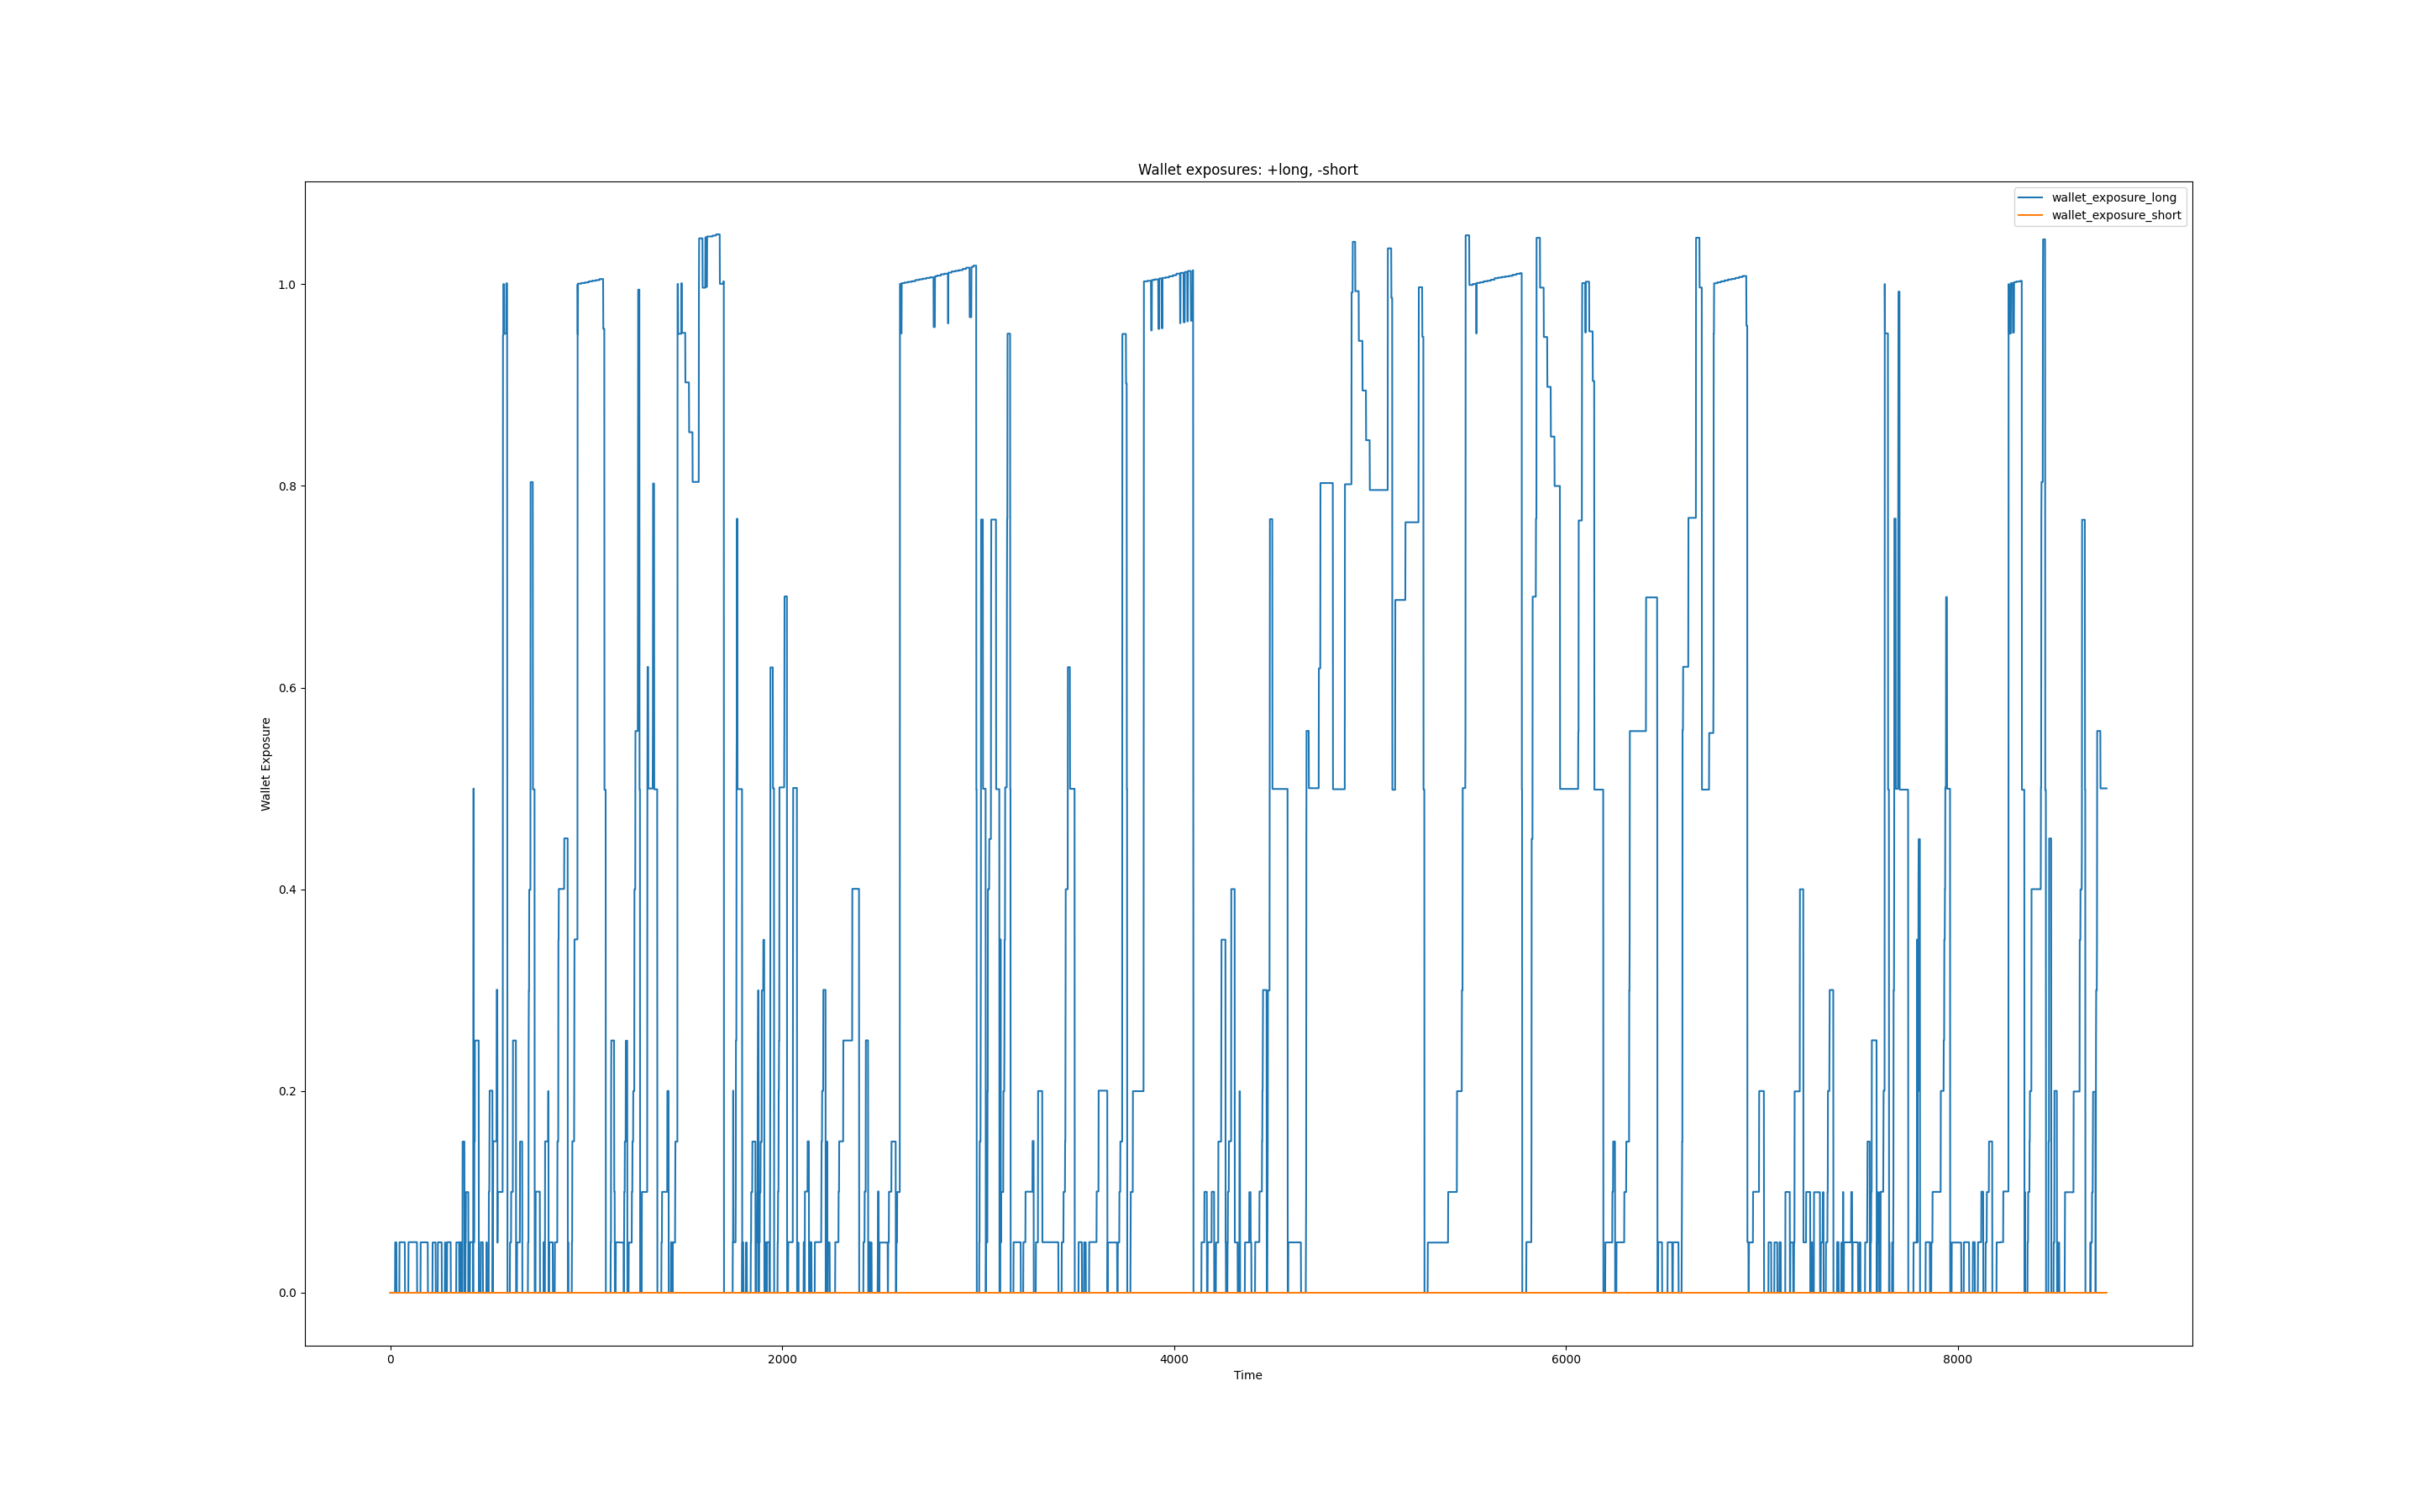 Wallet exposures: +long, -short
wallet_exposure_long
wallet_exposure_short
1.0
0.8
0.6
0.4
0.2
0.0
Wallet Exposure
0 2000 4000 6000 8000
Time